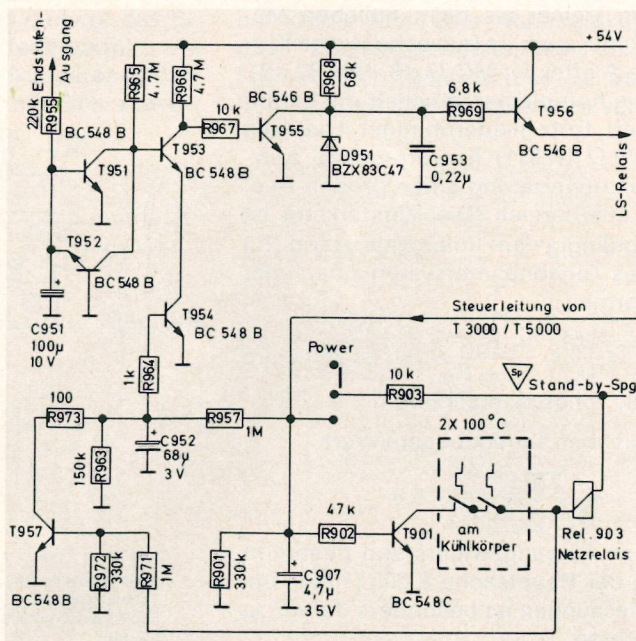 + 54V
Endstufen
Ausgang
220k
R955
R965
4.7M
R966
4.7M
BC 546 B
R968
68k
6,8k
BC 548 B
10k
R967
T955
R969
T956
T951
T953
BC 548 B
D951
BZX83C47
C 953
0,22µ
BC 546 B
LS-Relais
T952
BC 548 B
T954
BC 548 B
+
C951
100µ
10V
Steuerleitung von
T 3000 / T 5000
Power
1k
R964
10k
R903
Sp
Stand-by-Spg
100
R973
R957
1M
2 X 100°C
150k
R963
+
C952
68µ
3V
47k
R902
T901
am
Kühlkörper
Rel. 903
Netzrelais
T957
R972
330k
R971
1M
R901
330k
+
C907
4,7µ
35V
BC548B
BC 548C